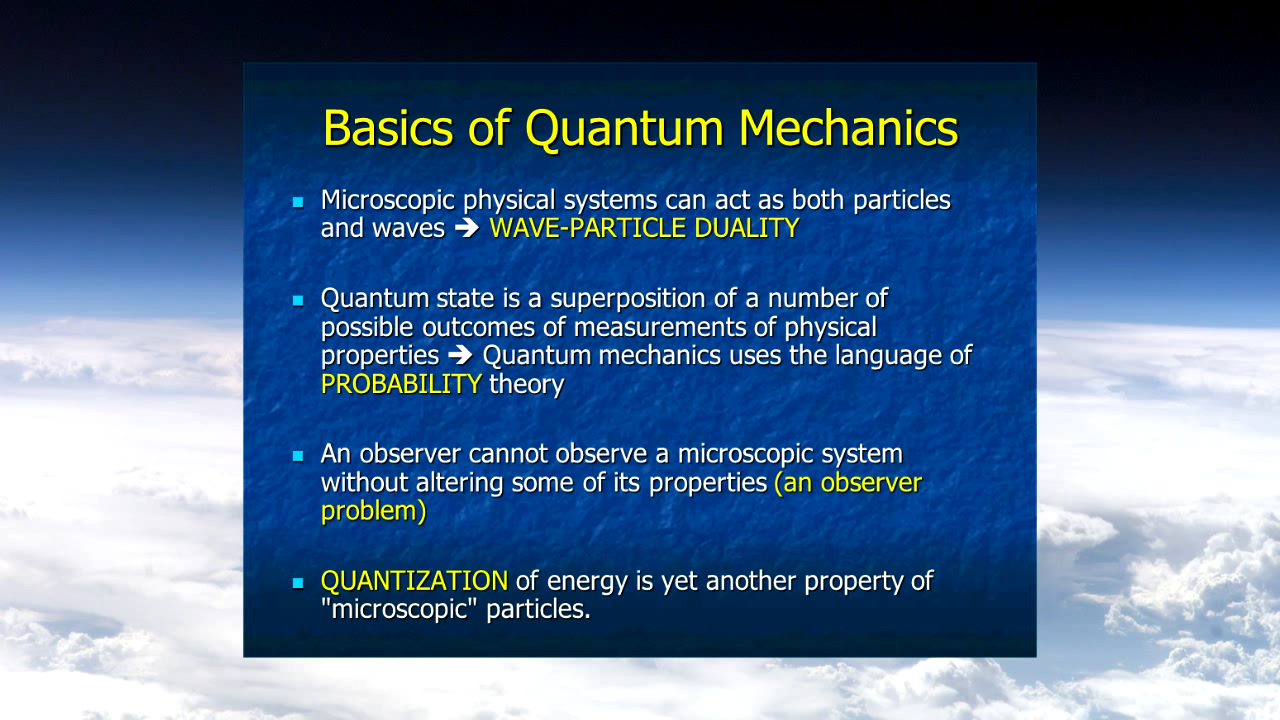 Basics of Quantum Mechanics
■ Microscopic physical systems can act as both particles
and waves ➔ WAVE-PARTICLE DUALITY
■ Quantum state is a superposition of a number of
possible outcomes of measurements of physical
properties ➔ Quantum mechanics uses the language of
PROBABILITY theory
■ An observer cannot observe a microscopic system
without altering some of its properties (an observer
problem)
■ QUANTIZATION of energy is yet another property of
"microscopic" particles.